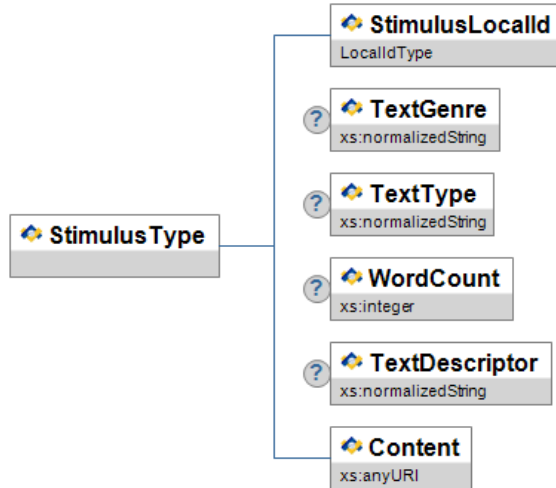 StimulusLocalId
LocalIdType
? TextGenre
xs:normalizedString
? TextType
xs:normalizedString
StimulusType
? WordCount
xs:integer
? TextDescriptor
xs:normalizedString
Content
xs:anyURI